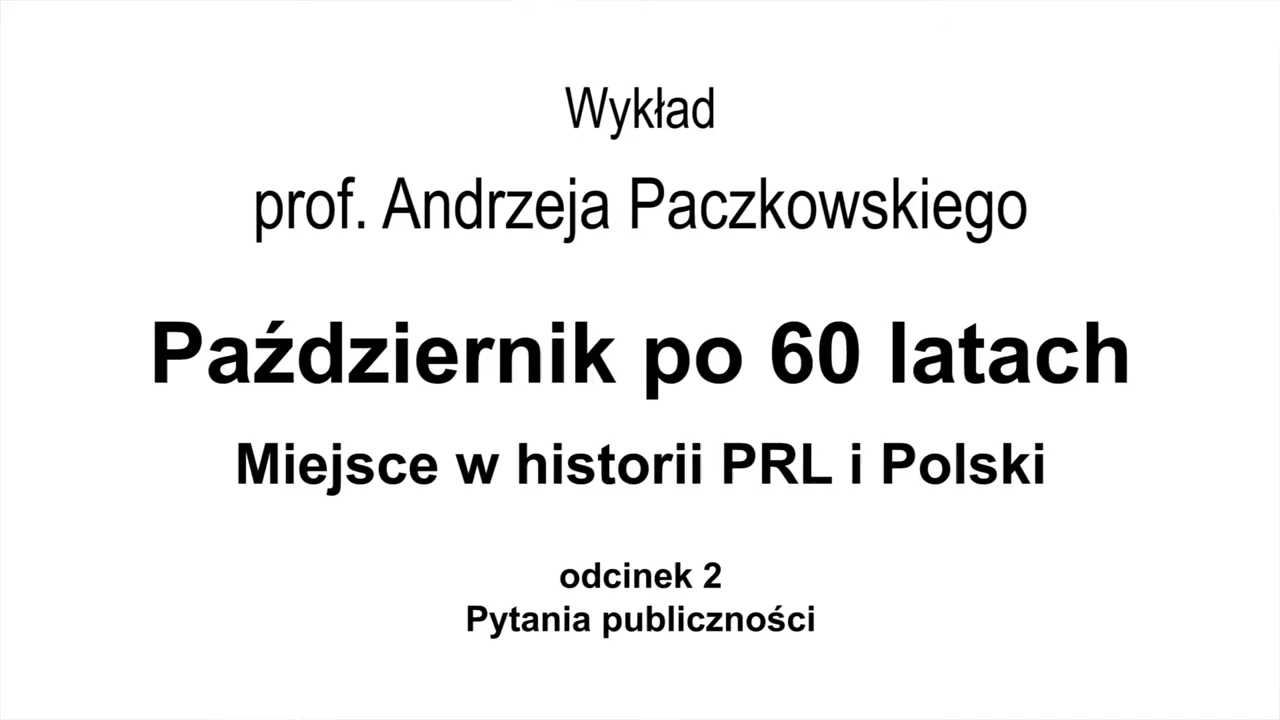 Wykład
prof. Andrzeja Paczkowskiego
Październik po 60 latach
Miejsce w historii PRL i Polski
odcinek 2
Pytania publiczności